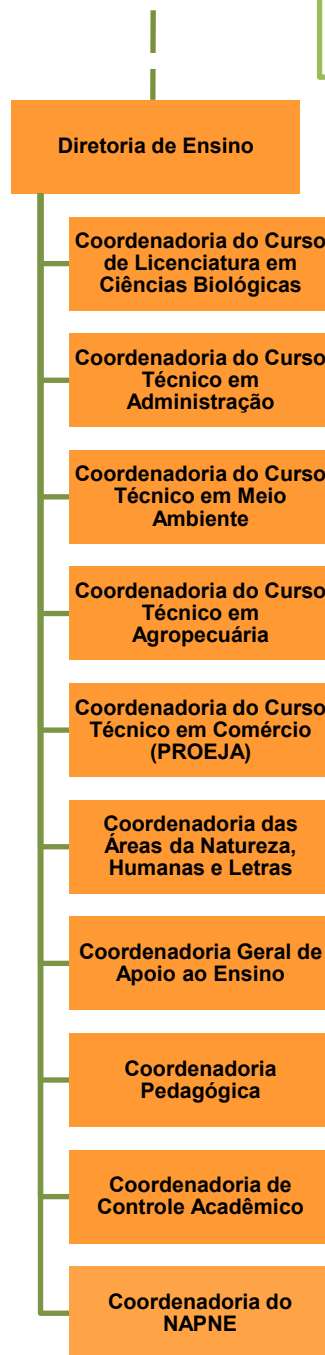 Diretoria de Ensino
Coordenadoria do Curso
de Licenciatura em
Ciências Biológicas
Coordenadoria do Curso
Técnico em
Administração
Coordenadoria do Curso
Técnico em Meio
Ambiente
Coordenadoria do Curso
Técnico em
Agropecuária
Coordenadoria do Curso
Técnico em Comércio
(PROEJA)
Coordenadoria das
Áreas da Natureza,
Humanas e Letras
Coordenadoria Geral de
Apoio ao Ensino
Coordenadoria
Pedagógica
Coordenadoria de
Controle Acadêmico
Coordenadoria do
NAPNE